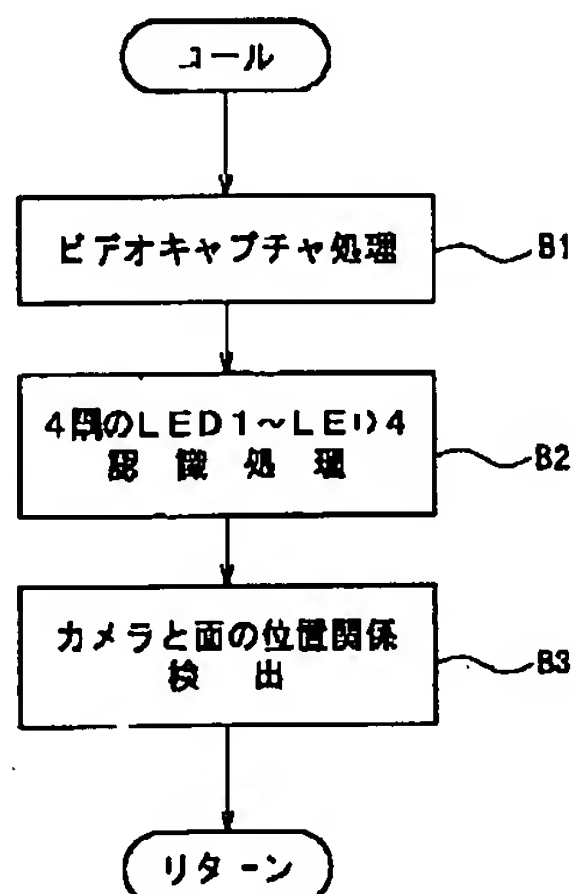 コール
ビデオキャプチャ処理
B1
4隅のLED1～LED4
認識処理
B2
カメラと面の位置関係
検出
B3
リターン